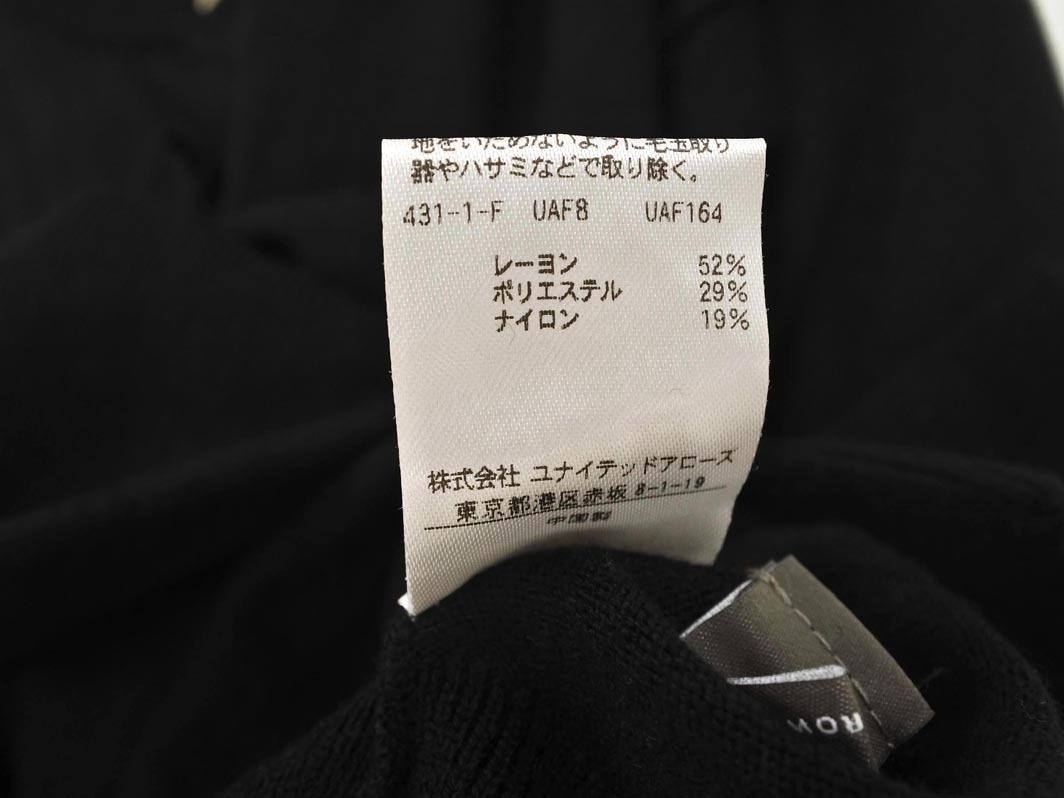 地をいためないように毛玉取り
器やハサミなどで取り除く。
431-1-F UAF8 UAF164
レーヨン 52%
ポリエステル 29%
ナイロン 19%
株式会社 ユナイテッドアローズ
東京都港区赤坂 8-1-19
中国製
ROW